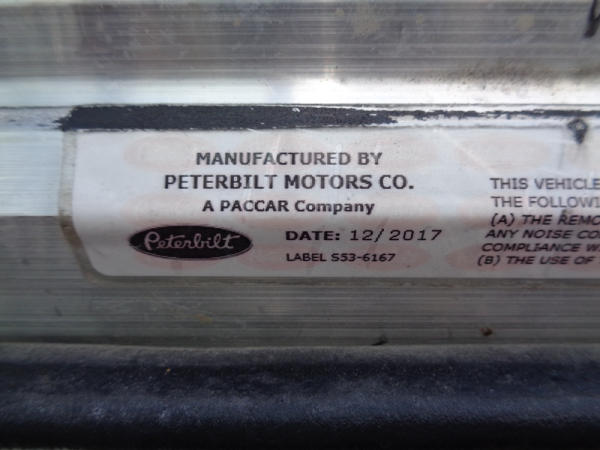 MANUFACTURED BY
PETERBILT MOTORS CO.
A PACCAR Company
Peterbilt
DATE: 12/2017
LABEL S53-6167
THIS VEHICLE
THE FOLLOWI
(A) THE REMO
ANY NOISE CO
COMPLIANCE W
(B) THE USE OF